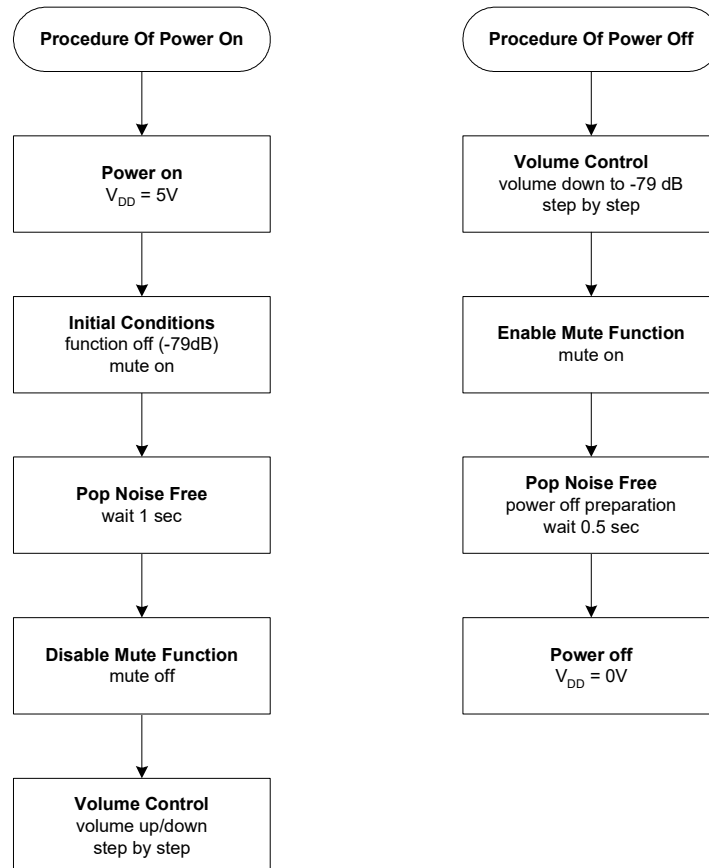 Procedure Of Power On
Power on
VDD = 5V
Initial Conditions
function off (-79dB)
mute on
Pop Noise Free
wait 1 sec
Disable Mute Function
mute off
Volume Control
volume up/down
step by step
Procedure Of Power Off
Volume Control
volume down to -79 dB
step by step
Enable Mute Function
mute on
Pop Noise Free
power off preparation
wait 0.5 sec
Power off
VDD = 0V